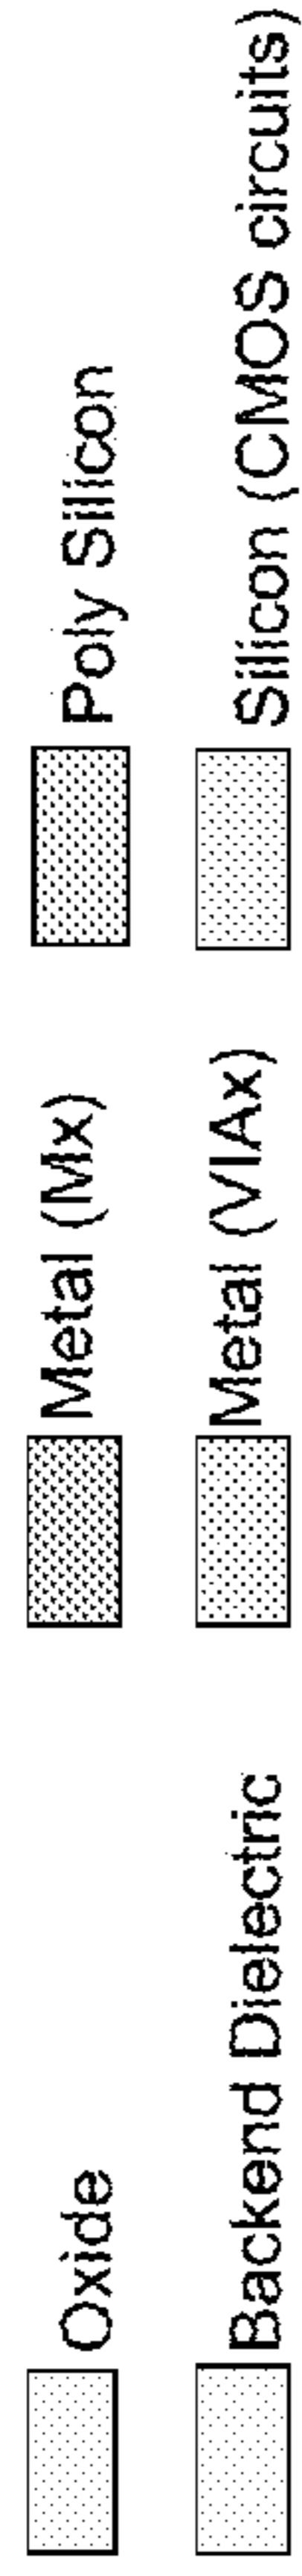 Oxide
Metal (Mx)
Poly Silicon
Backend Dielectric
Metal (VIAx)
Silicon (CMOS circuits)